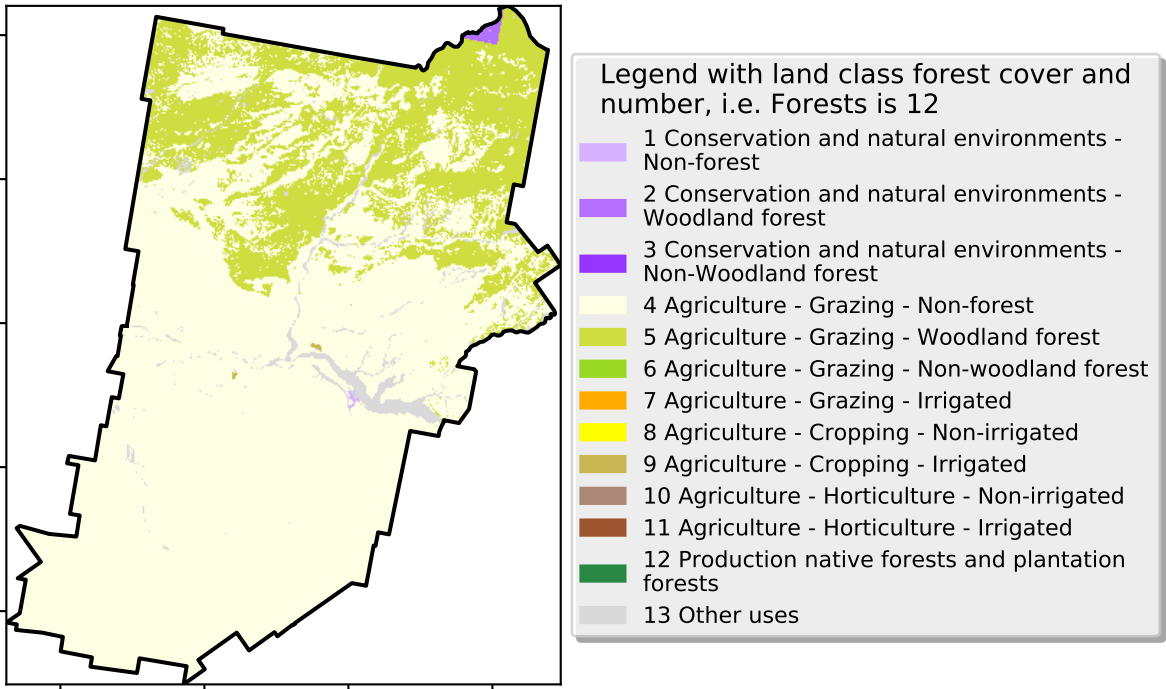 Legend with land class forest cover and
number, i.e. Forests is 12
1 Conservation and natural environments -
Non-forest
2 Conservation and natural environments -
Woodland forest
3 Conservation and natural environments -
Non-Woodland forest
4 Agriculture - Grazing - Non-forest
5 Agriculture - Grazing - Woodland forest
6 Agriculture - Grazing - Non-woodland forest
7 Agriculture - Grazing - Irrigated
8 Agriculture - Cropping - Non-irrigated
9 Agriculture - Cropping - Irrigated
10 Agriculture - Horticulture - Non-irrigated
11 Agriculture - Horticulture - Irrigated
12 Production native forests and plantation
forests
13 Other uses